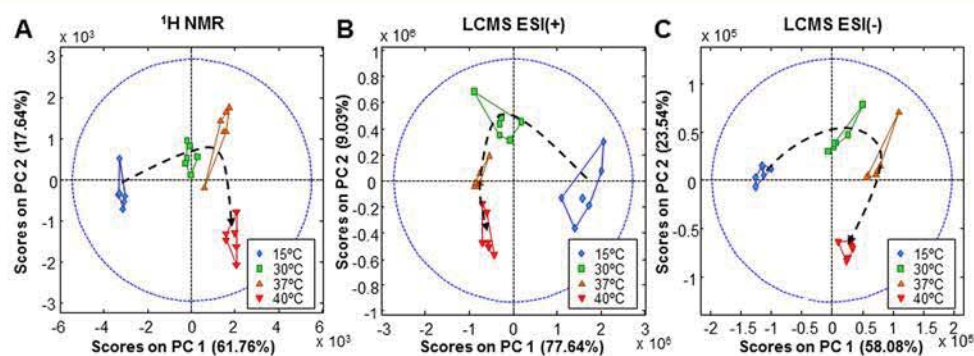 A
¹H NMR
x 10³
3
2
1
0
-1
-2
-3
Scores on PC 2 (17.64%)
15ºC
30ºC
37ºC
40ºC
-6 -4 -2 0 2 4 6
Scores on PC 1 (61.76%)
x 10³
B
LCMS ESI(+)
x 10⁶
1
0.8
0.6
0.4
0.2
0
-0.2
-0.4
-0.6
-0.8
-1
Scores on PC 2 (9.03%)
15ºC
30ºC
37ºC
40ºC
-3 -2 -1 0 1 2 3
Scores on PC 1 (77.64%)
x 10⁶
C
LCMS ESI(-)
x 10⁵
1
0.5
0
-0.5
-1
Scores on PC 2 (23.54%)
15ºC
30ºC
37ºC
40ºC
-2 -1.5 -1 0.5 0 0.5 1 1.5 2
Scores on PC 1 (58.08%)
x 10⁵